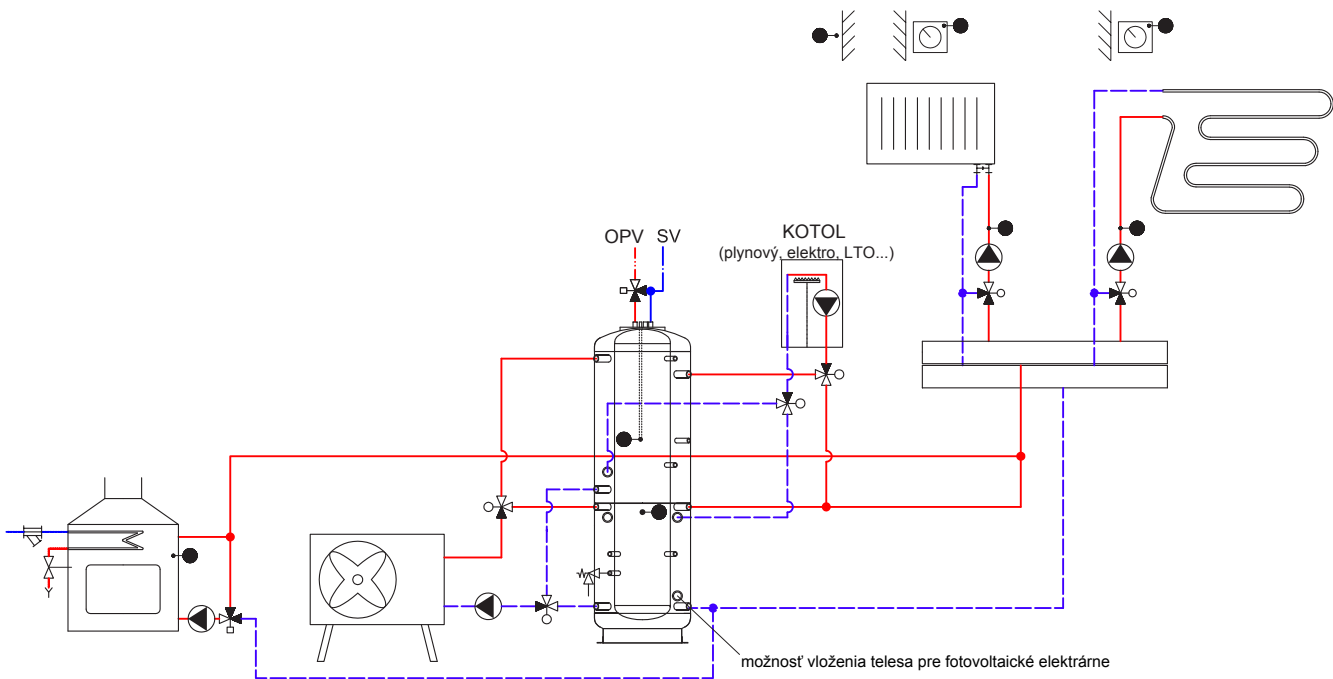 OPV SV
KOTOL
(plynový, elektro, LTO...)
možnosť vloženia telesa pre fotovoltaické elektrárne